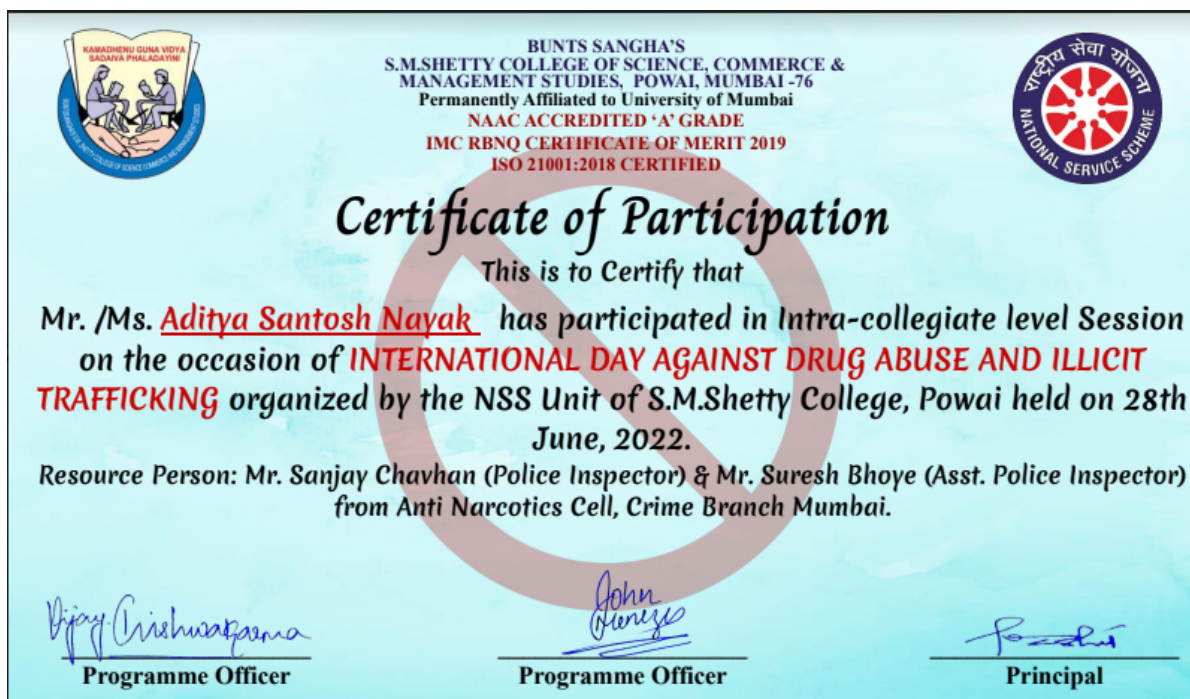 KAMADHENU GUNA VIDYA
SADAIVA PHALADAYINI
BUNTS SANGHA'S
S.M.SHETTY COLLEGE OF SCIENCE, COMMERCE &
MANAGEMENT STUDIES, POWAI, MUMBAI -76
Permanently Affiliated to University of Mumbai
NAAC ACCREDITED ‘A’ GRADE
IMC RBNQ CERTIFICATE OF MERIT 2019
ISO 21001:2018 CERTIFIED
राष्ट्रीय सेवा योजना
NATIONAL SERVICE SCHEME
Certificate of Participation
This is to Certify that
Mr. /Ms. Aditya Santosh Nayak has participated in Intra-collegiate level Session
on the occasion of INTERNATIONAL DAY AGAINST DRUG ABUSE AND ILLICIT
TRAFFICKING organized by the NSS Unit of S.M.Shetty College, Powai held on 28th
June, 2022.
Resource Person: Mr. Sanjay Chavhan (Police Inspector) & Mr. Suresh Bhoye (Asst. Police Inspector)
from Anti Narcotics Cell, Crime Branch Mumbai.
Vijay
John
Programme Officer
Programme Officer
Principal